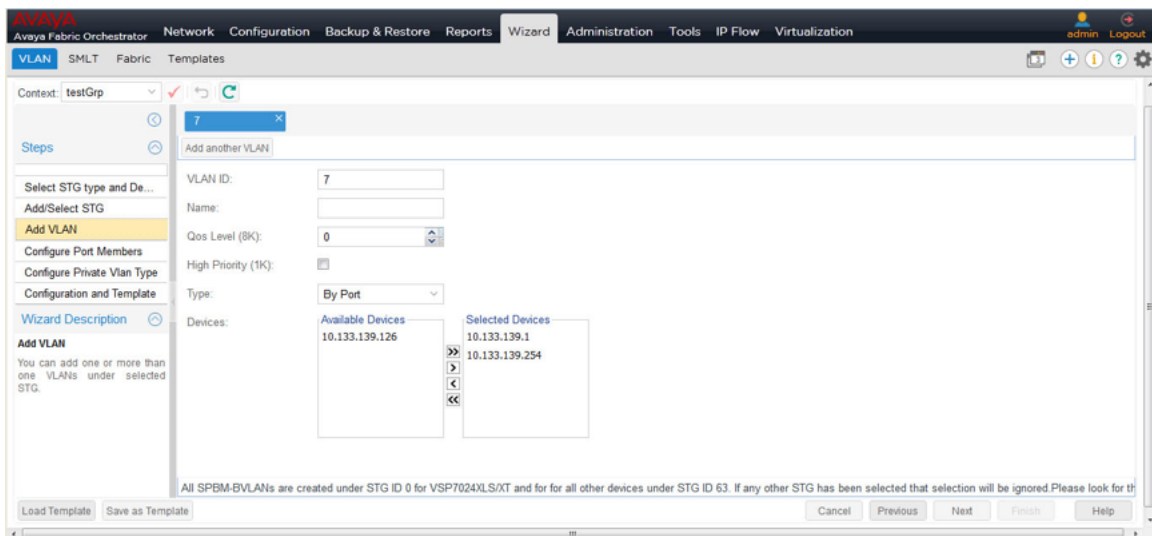 AVAYA
Avaya Fabric Orchestrator
Network Configuration Backup & Restore Reports Wizard Administration Tools IP Flow Virtualization
admin Logout
VLAN SMLT Fabric Templates
Context: testGrp
7
Steps
Add another VLAN
Select STG type and De...
Add/Select STG
Add VLAN
Configure Port Members
Configure Private Vlan Type
Configuration and Template
Wizard Description
Add VLAN
You can add one or more than
one VLANs under selected
STG.
VLAN ID: 7
Name:
Qos Level (8K): 0
High Priority (1K):
Type: By Port
Devices:
Available Devices
10.133.139.126
>>
>
<
<<
Selected Devices
10.133.139.1
10.133.139.254
All SPBM-BVLANs are created under STG ID 0 for VSP7024XLS/XT and for for all other devices under STG ID 63. If any other STG has been selected that selection will be ignored.Please look for th
Load Template Save as Template Cancel Previous Next Finish Help